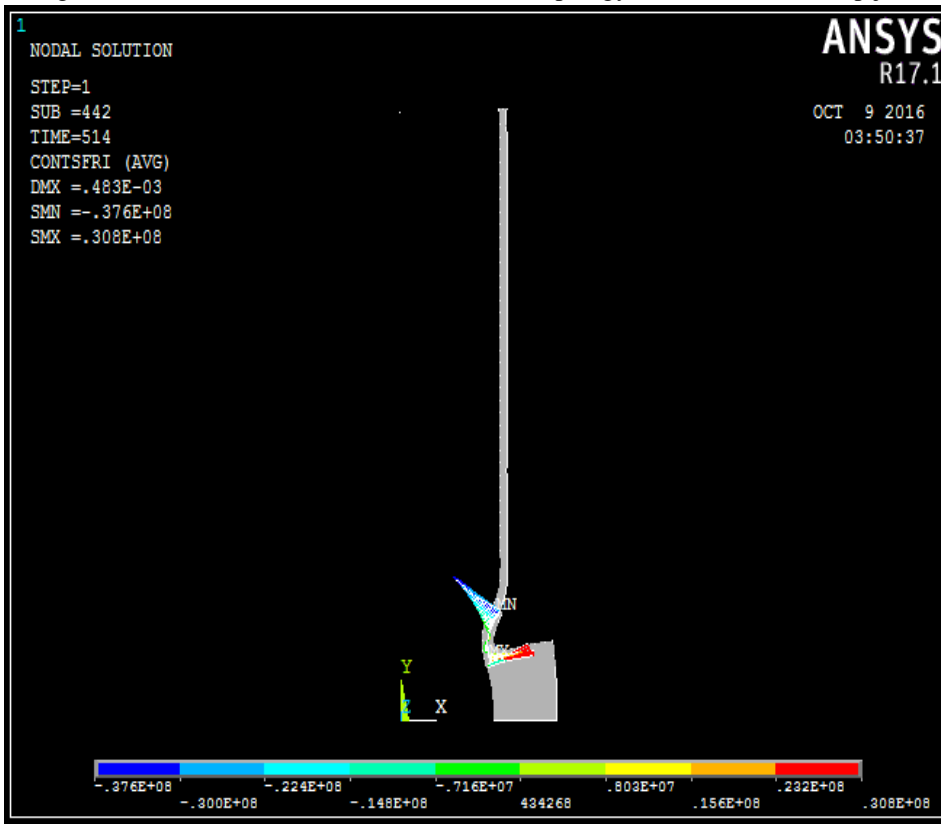 1
NODAL SOLUTION
STEP=1
SUB =442
TIME=514
CONTSFRI (AVG)
DMX =.483E-03
SMN =-.376E+08
SMX =.308E+08
ANSYS
R17.1
OCT 9 2016
03:50:37
MN
Y
X
-.376E+08 -.224E+08 -.716E+07 .803E+07 .232E+08
-.300E+08 -.148E+08 434268 .156E+08 .308E+08